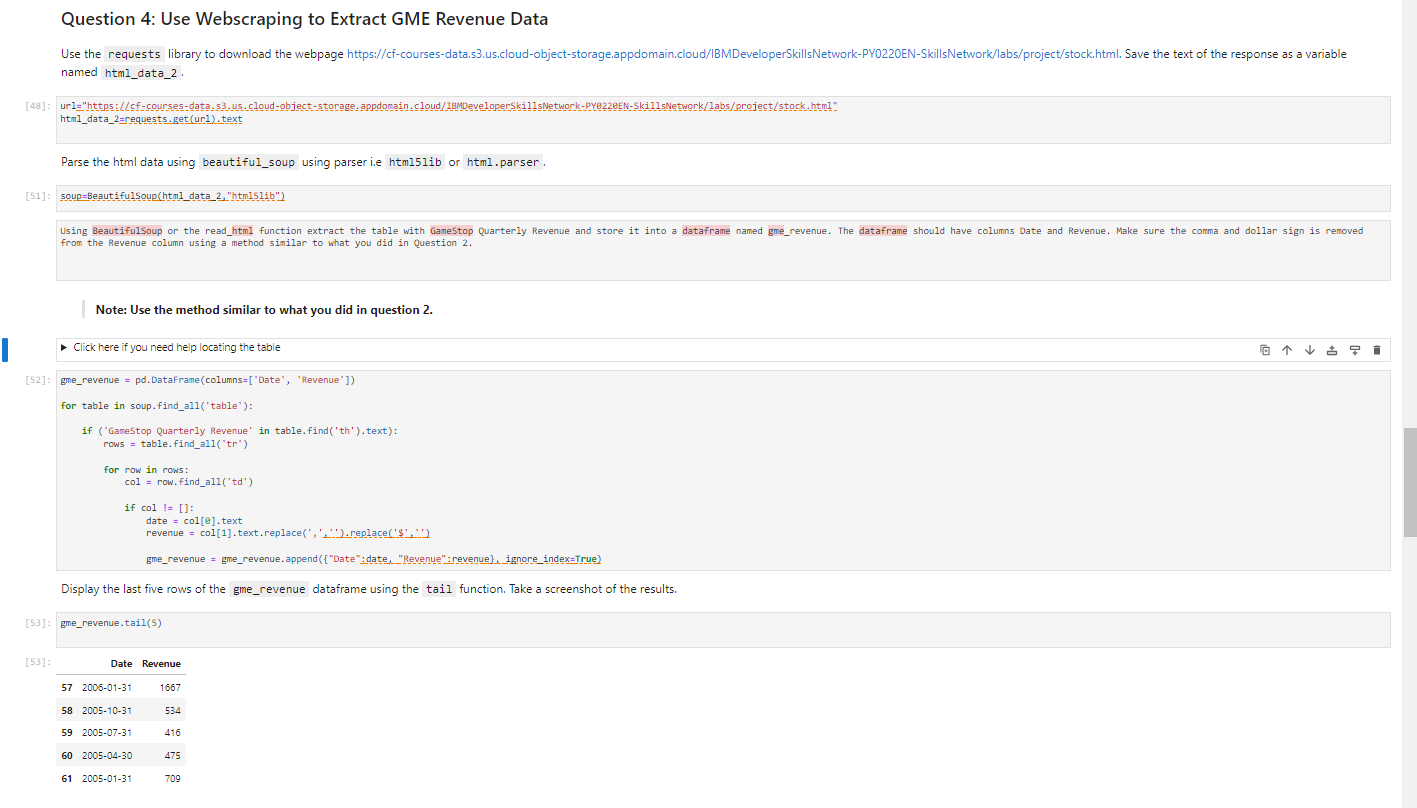 Question 4: Use Webscraping to Extract GME Revenue Data
Use the requests library to download the webpage https://cf-courses-data.s3.us.cloud-object-storage.appdomain.cloud/IBMDeveloperSkillsNetwork-PY0220EN-SkillsNetwork/labs/project/stock.html. Save the text of the response as a variable
named html_data_2.
[48]: url="https://cf-courses-data.s3.us.cloud-object-storage.appdomain.cloud/IBMDeveloperSkillsNetwork-PY0220EN-SkillsNetwork/labs/project/stock.html"
html_data_2=requests.get(url).text
Parse the html data using beautiful_soup using parser i.e html5lib or html.parser.
[51]: soup=BeautifulSoup(html_data_2,"html5lib")
Using BeautifulSoup or the read_html function extract the table with GameStop Quarterly Revenue and store it into a dataframe named gme_revenue. The dataframe should have columns Date and Revenue. Make sure the comma and dollar sign is removed
from the Revenue column using a method similar to what you did in Question 2.
Note: Use the method similar to what you did in question 2.
Click here if you need help locating the table
[52]: gme_revenue = pd.DataFrame(columns=['Date', 'Revenue'])
for table in soup.find_all('table'):
if ('GameStop Quarterly Revenue' in table.find('th').text):
rows = table.find_all('tr')
for row in rows:
col = row.find_all('td')
if col != []:
date = col[0].text
revenue = col[1].text.replace(',','').replace('$','')
gme_revenue = gme_revenue.append({"Date":date, "Revenue":revenue}, ignore_index=True)
Display the last five rows of the gme_revenue dataframe using the tail function. Take a screenshot of the results.
[53]: gme_revenue.tail(5)
[53]: Date Revenue
57 2006-01-31 1667
58 2005-10-31 534
59 2005-07-31 416
60 2005-04-30 475
61 2005-01-31 709